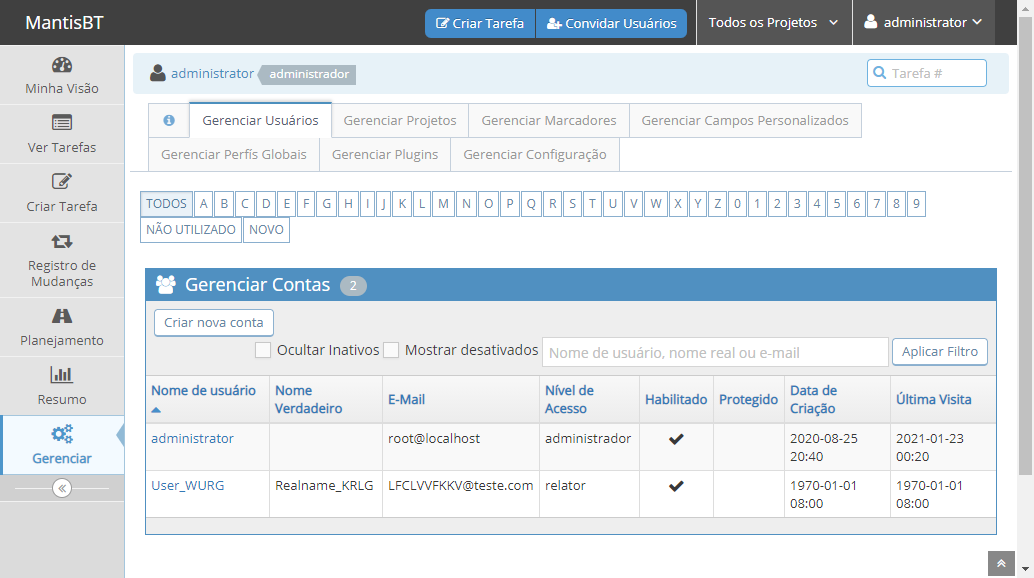 MantisBT
Criar Tarefa
Convidar Usuários
Todos os Projetos
administrator
Minha Visão
Ver Tarefas
Criar Tarefa
Registro de
Mudanças
Planejamento
Resumo
Gerenciar
administrator administrador
Tarefa #
Gerenciar Usuários Gerenciar Projetos Gerenciar Marcadores Gerenciar Campos Personalizados
Gerenciar Perfís Globais Gerenciar Plugins Gerenciar Configuração
TODOS A B C D E F G H I J K L M N O P Q R S T U V W X Y Z 0 1 2 3 4 5 6 7 8 9
NÃO UTILIZADO NOVO
Gerenciar Contas 2
Criar nova conta
Ocultar Inativos Mostrar desativados Nome de usuário, nome real ou e-mail Aplicar Filtro
Nome de usuário
Nome
Verdadeiro
E-Mail
Nível de
Acesso
Habilitado
Protegido
Data de
Criação
Última Visita
administrator root@localhost administrador 2020-08-25 2021-01-23
20:40 00:20
User_WURG Realname_KRLG LFCLVVFKKV@teste.com relator 1970-01-01 1970-01-01
08:00 08:00